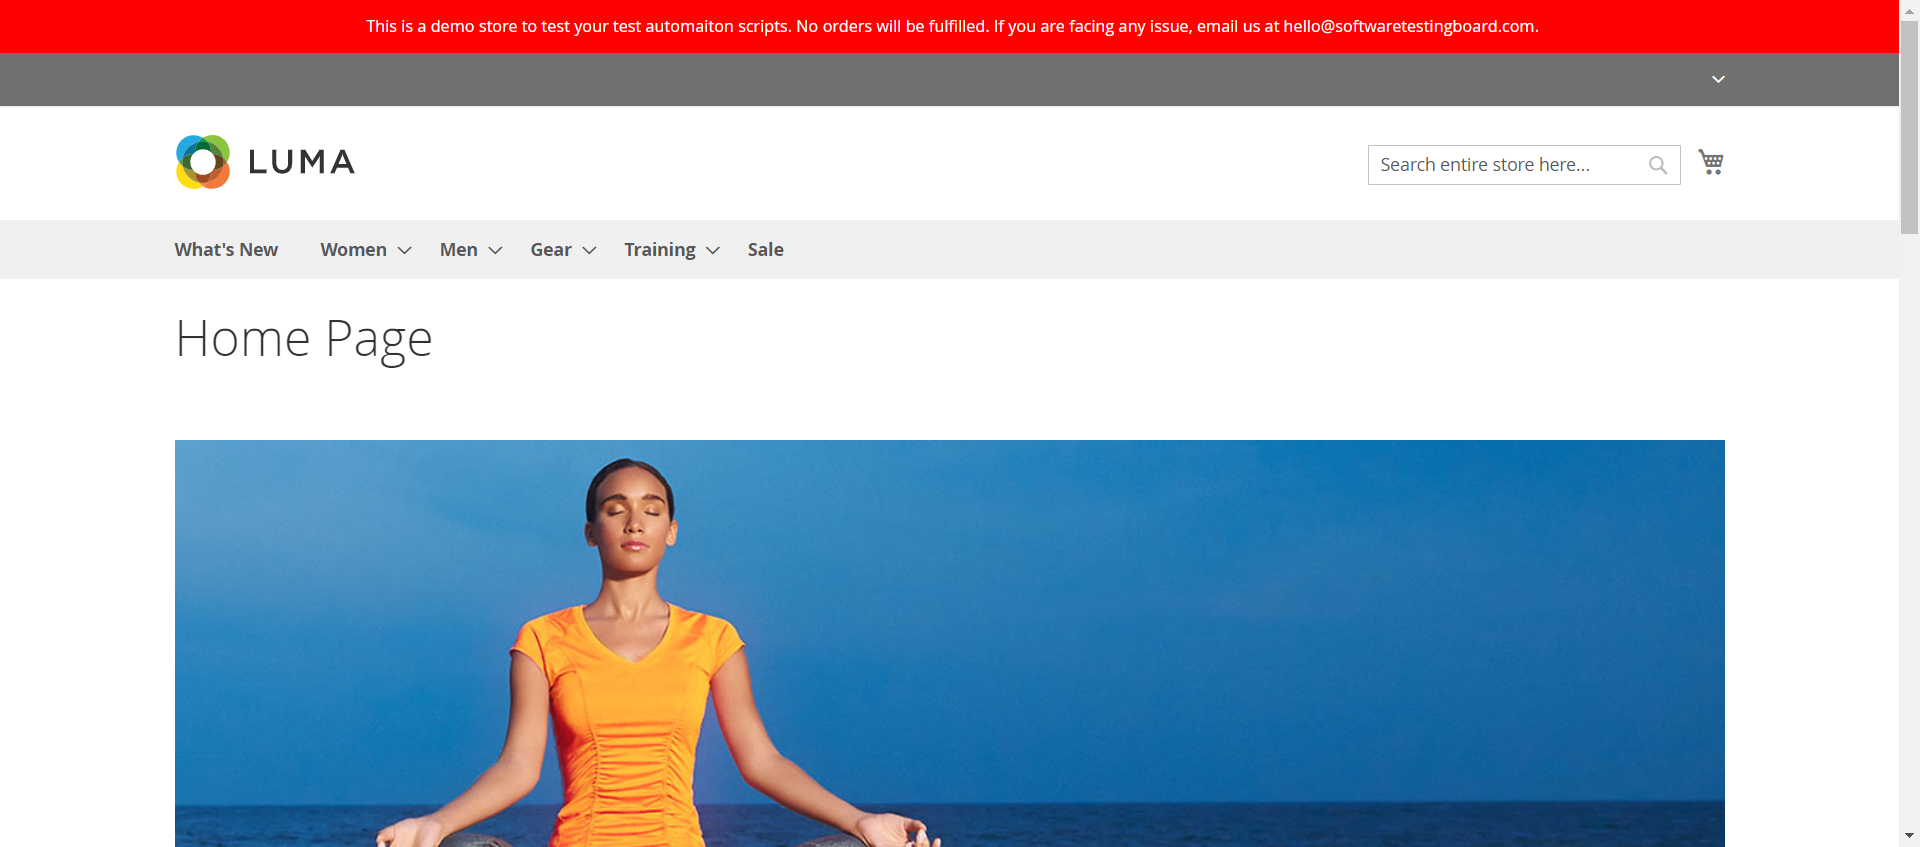 This is a demo store to test your test automaiton scripts. No orders will be fulfilled. If you are facing any issue, email us at hello@softwaretestingboard.com.
LUMA
Search entire store here...
What's New Women Men Gear Training Sale
Home Page